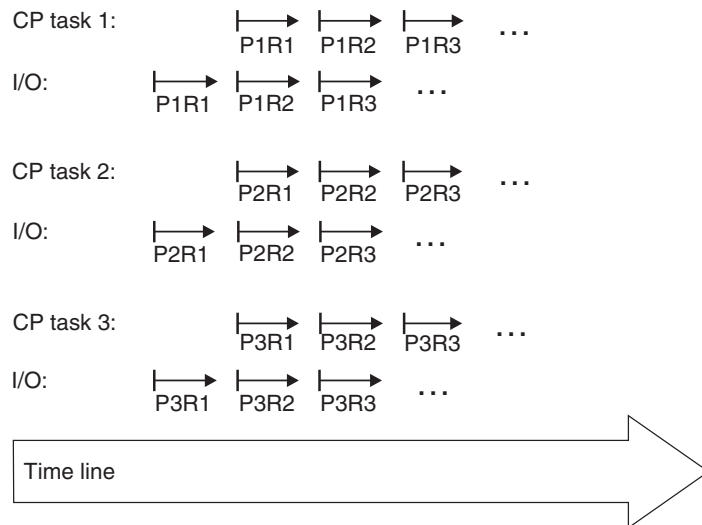 CP task 1:
P1R1 P1R2 P1R3 ...
I/O:
P1R1 P1R2 P1R3 ...
CP task 2:
P2R1 P2R2 P2R3 ...
I/O:
P2R1 P2R2 P2R3 ...
CP task 3:
P3R1 P3R2 P3R3 ...
I/O:
P3R1 P3R2 P3R3 ...
Time line